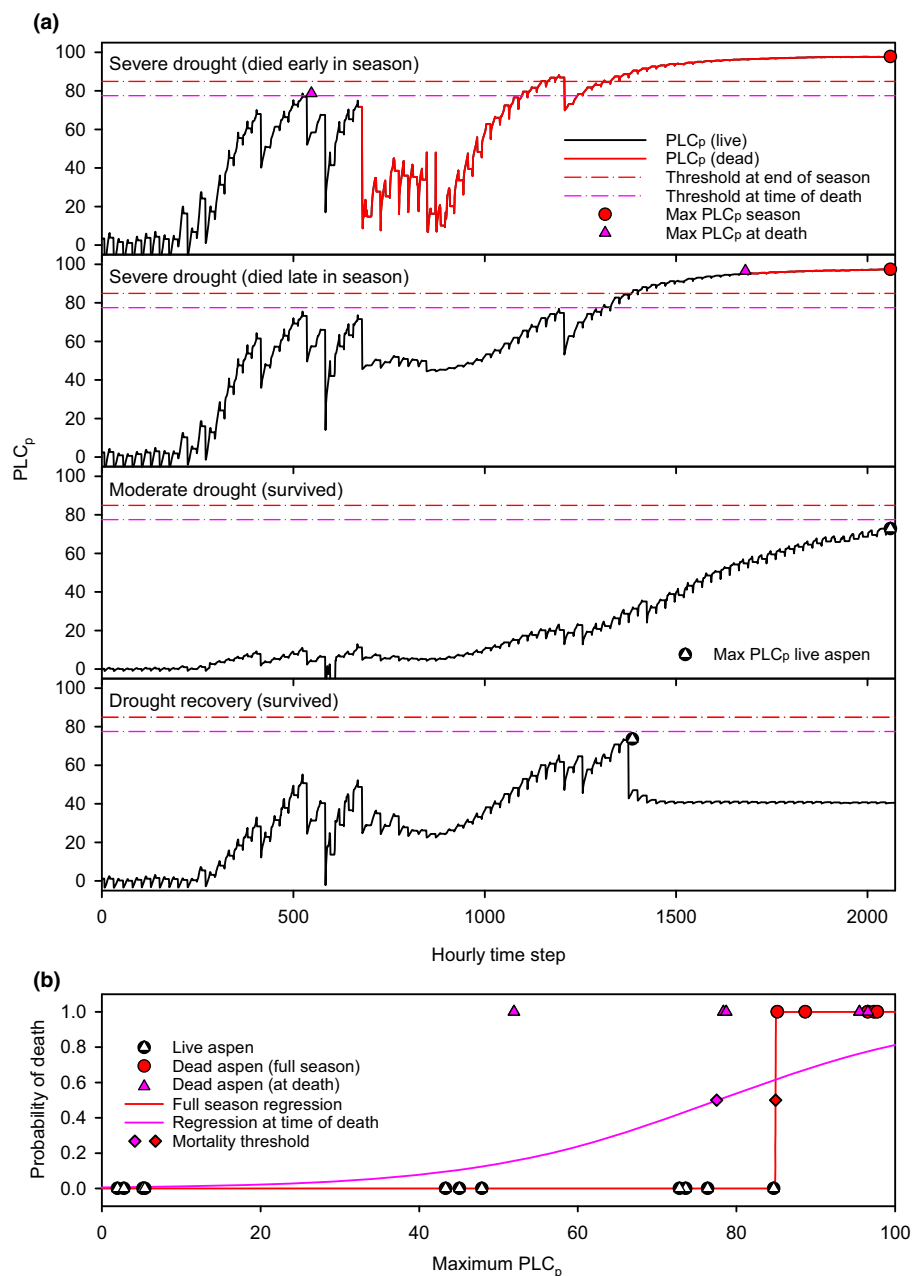 (a)
100
80
60
40
20
0
Severe drought (died early in season)
PLCp (live)
PLCp (dead)
Threshold at end of season
Threshold at time of death
Max PLCp season
Max PLCp at death
100
80
60
40
20
0
Severe drought (died late in season)
PLCp
100
80
60
40
20
0
Moderate drought (survived)
Max PLCp live aspen
100
80
60
40
20
0
Drought recovery (survived)
0 500 1000 1500 2000
Hourly time step
(b)
Probability of death
1.0
0.8
0.6
0.4
0.2
0.0
Live aspen
Dead aspen (full season)
Dead aspen (at death)
Full season regression
Regression at time of death
Mortality threshold
0 20 40 60 80 100
Maximum PLCp